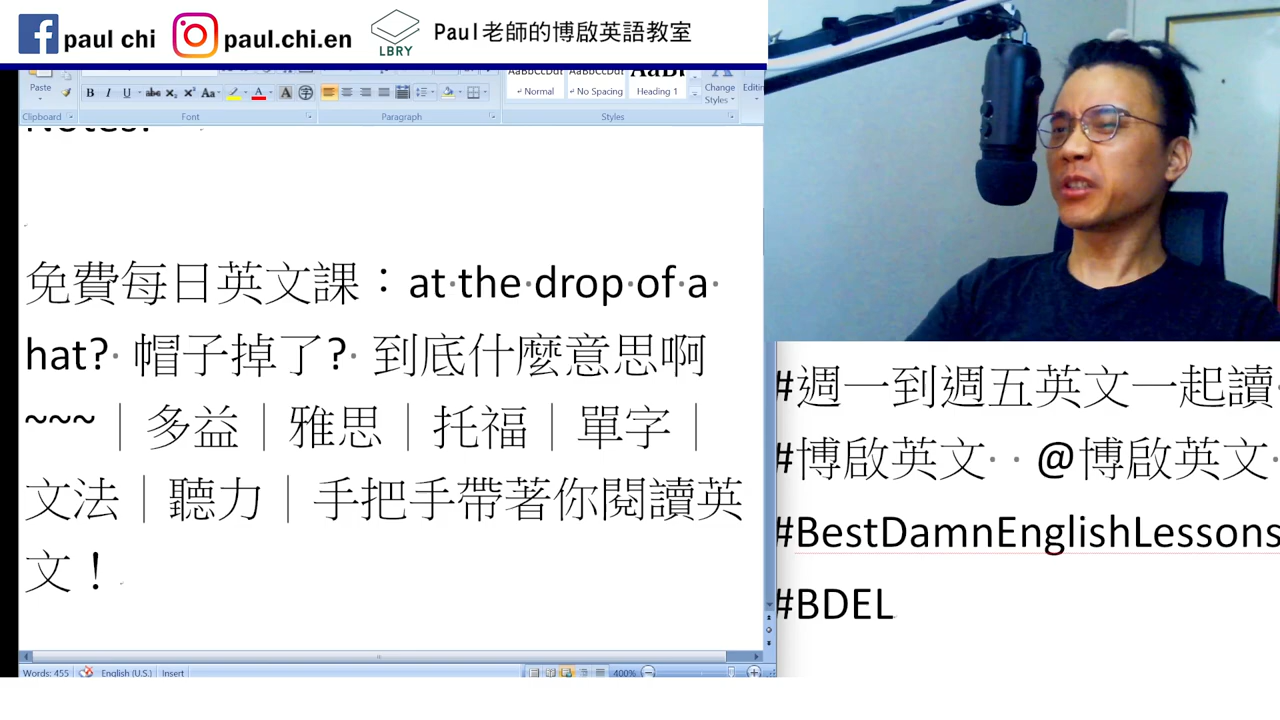 paul chi
paul.chi.en
LBRY
Paul老師的博啟英語教室
Paste
AaBbCcDd AaBbCcDd AaBb
Normal No Spacing Heading 1
Change
Styles
Clipboard Font Paragraph Styles
Notes:
免費每日英文課：at the drop of a
hat? 帽子掉了? 到底什麼意思啊
~~~｜多益｜雅思｜托福｜單字｜
文法｜聽力｜手把手帶著你閱讀英
文！
#週一到週五英文一起讀
#博啟英文 @博啟英文
#BestDamnEnglishLessons
#BDEL
Words: 455 English (U.S.) Insert 400%